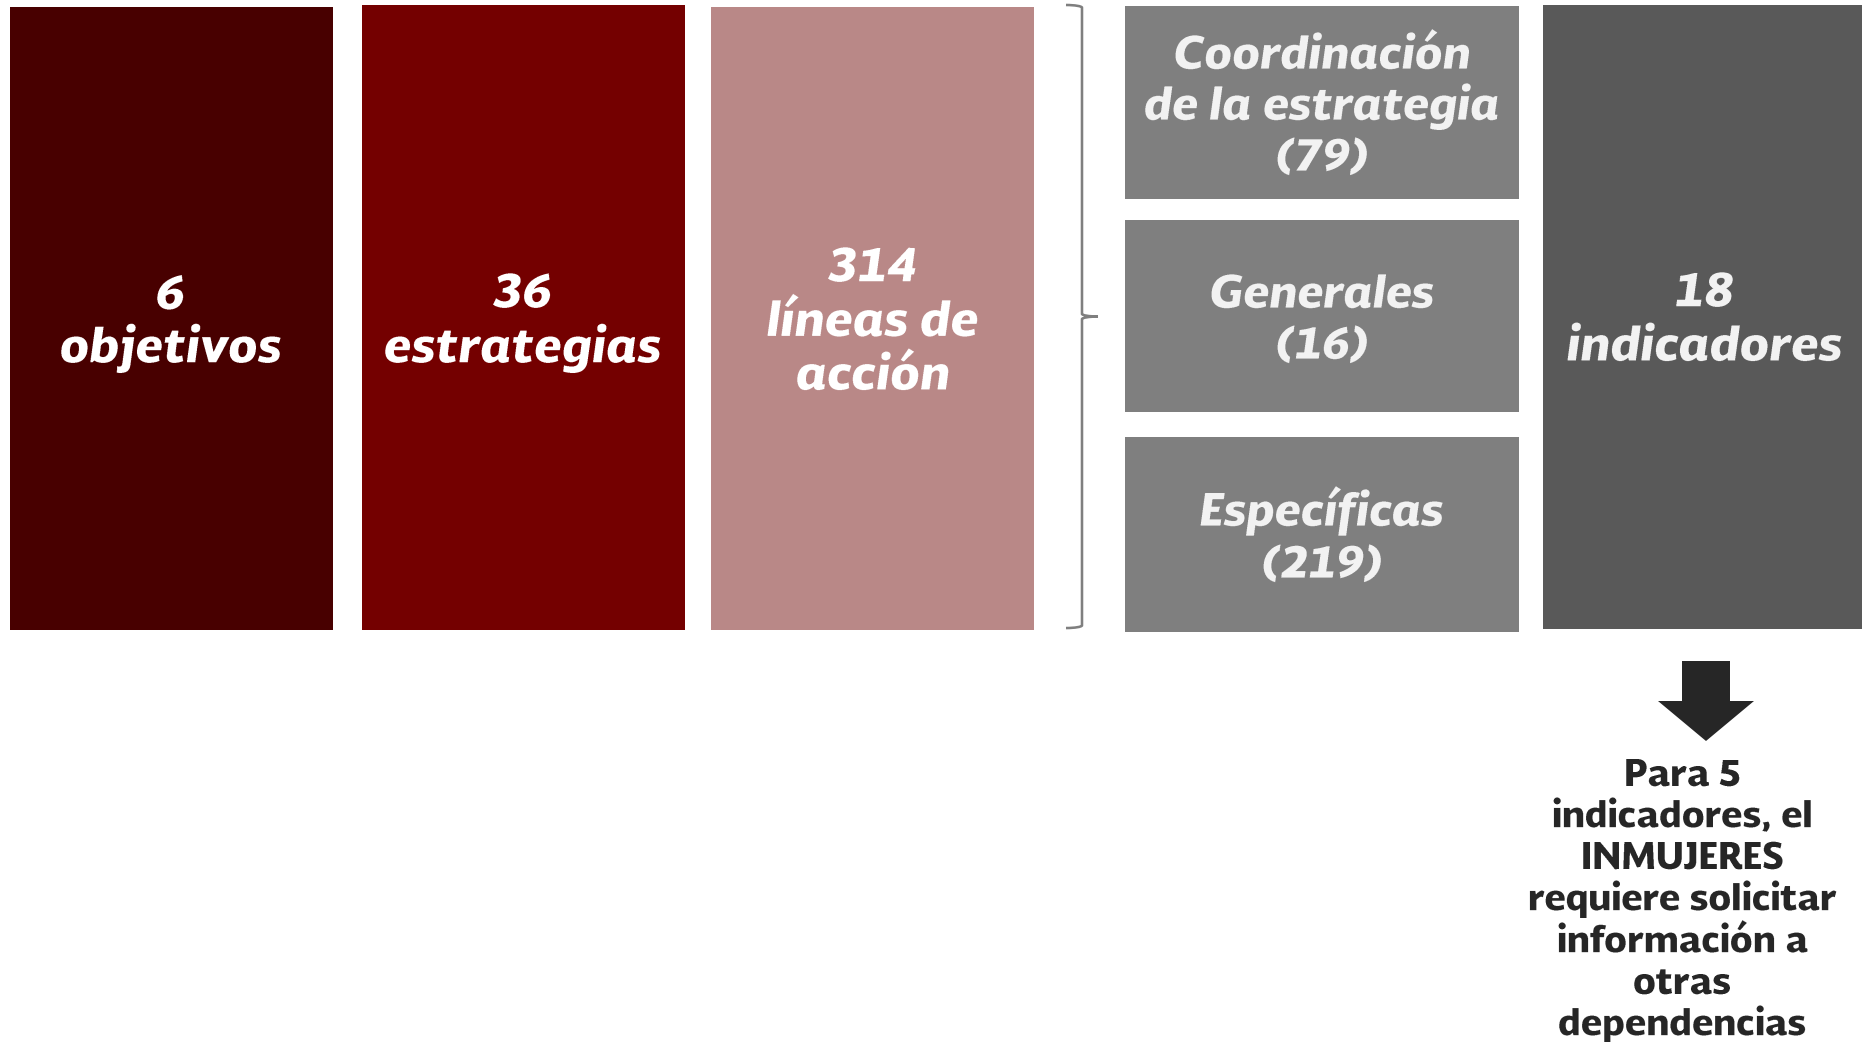 6
objetivos
36
estrategias
314
líneas de
acción
Coordinación
de la estrategia
(79)
Generales
(16)
Específicas
(219)
18
indicadores
Para 5
indicadores, el
INMUJERES
requiere solicitar
información a
otras
dependencias